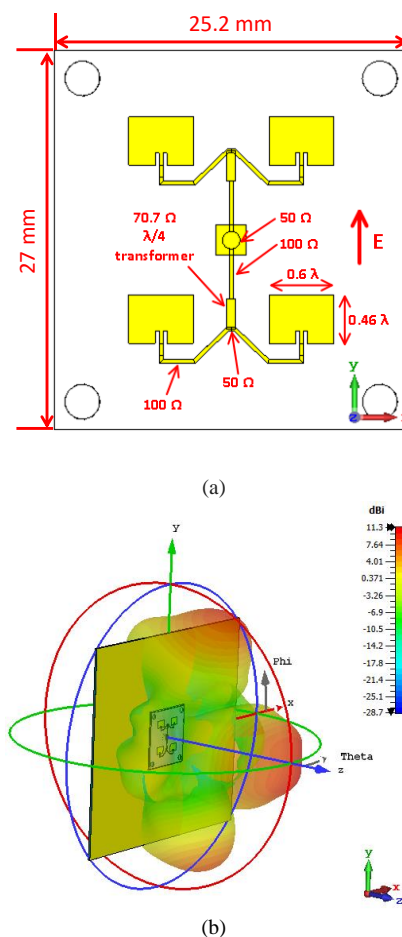 25.2 mm
27 mm
70.7 Ω
λ/4
transformer
50 Ω
100 Ω
E
0.6 λ
0.46 λ
50 Ω
100 Ω
y
z
(a)
dBi
y
11.3
7.64
4.01
0.371
-3.26
-6.9
-10.5
-14.2
-17.8
-21.4
-25.1
-28.7
Phi
x
Theta
z
y
x
z
(b)